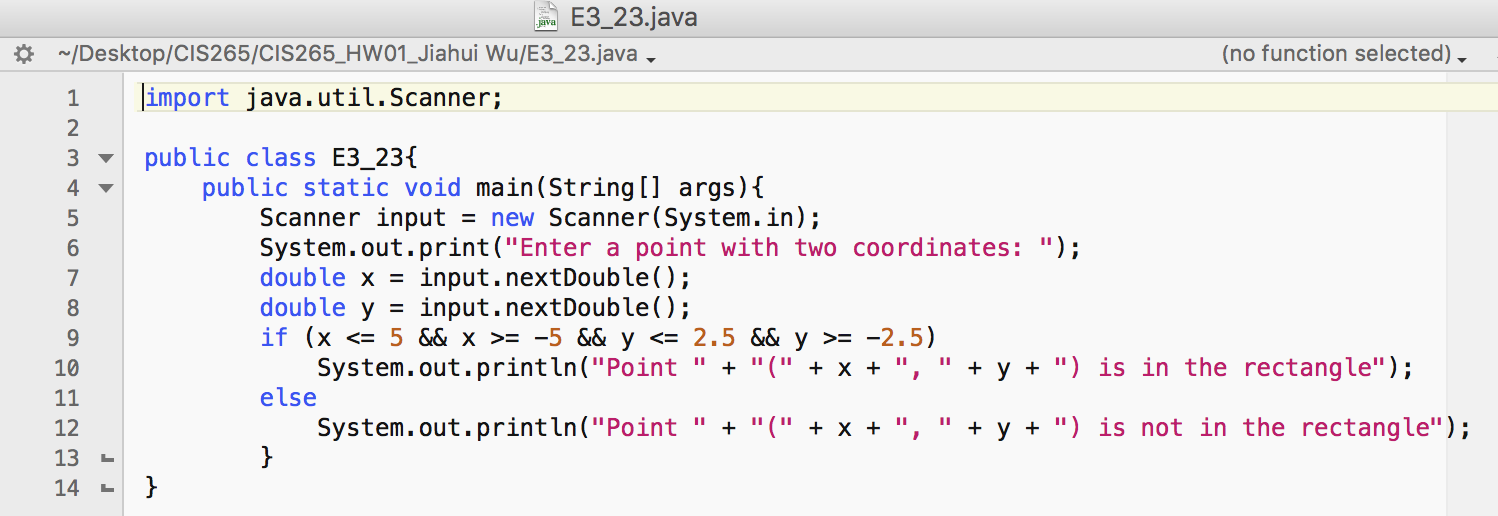 E3_23.java
~/Desktop/CIS265/CIS265_HW01_Jiahui Wu/E3_23.java (no function selected)
1 import java.util.Scanner;
2
3 public class E3_23{
4 public static void main(String[] args){
5 Scanner input = new Scanner(System.in);
6 System.out.print("Enter a point with two coordinates: ");
7 double x = input.nextDouble();
8 double y = input.nextDouble();
9 if (x <= 5 && x >= -5 && y <= 2.5 && y >= -2.5)
10 System.out.println("Point " + "(" + x + ", " + y + ") is in the rectangle");
11 else
12 System.out.println("Point " + "(" + x + ", " + y + ") is not in the rectangle");
13 }
14 }